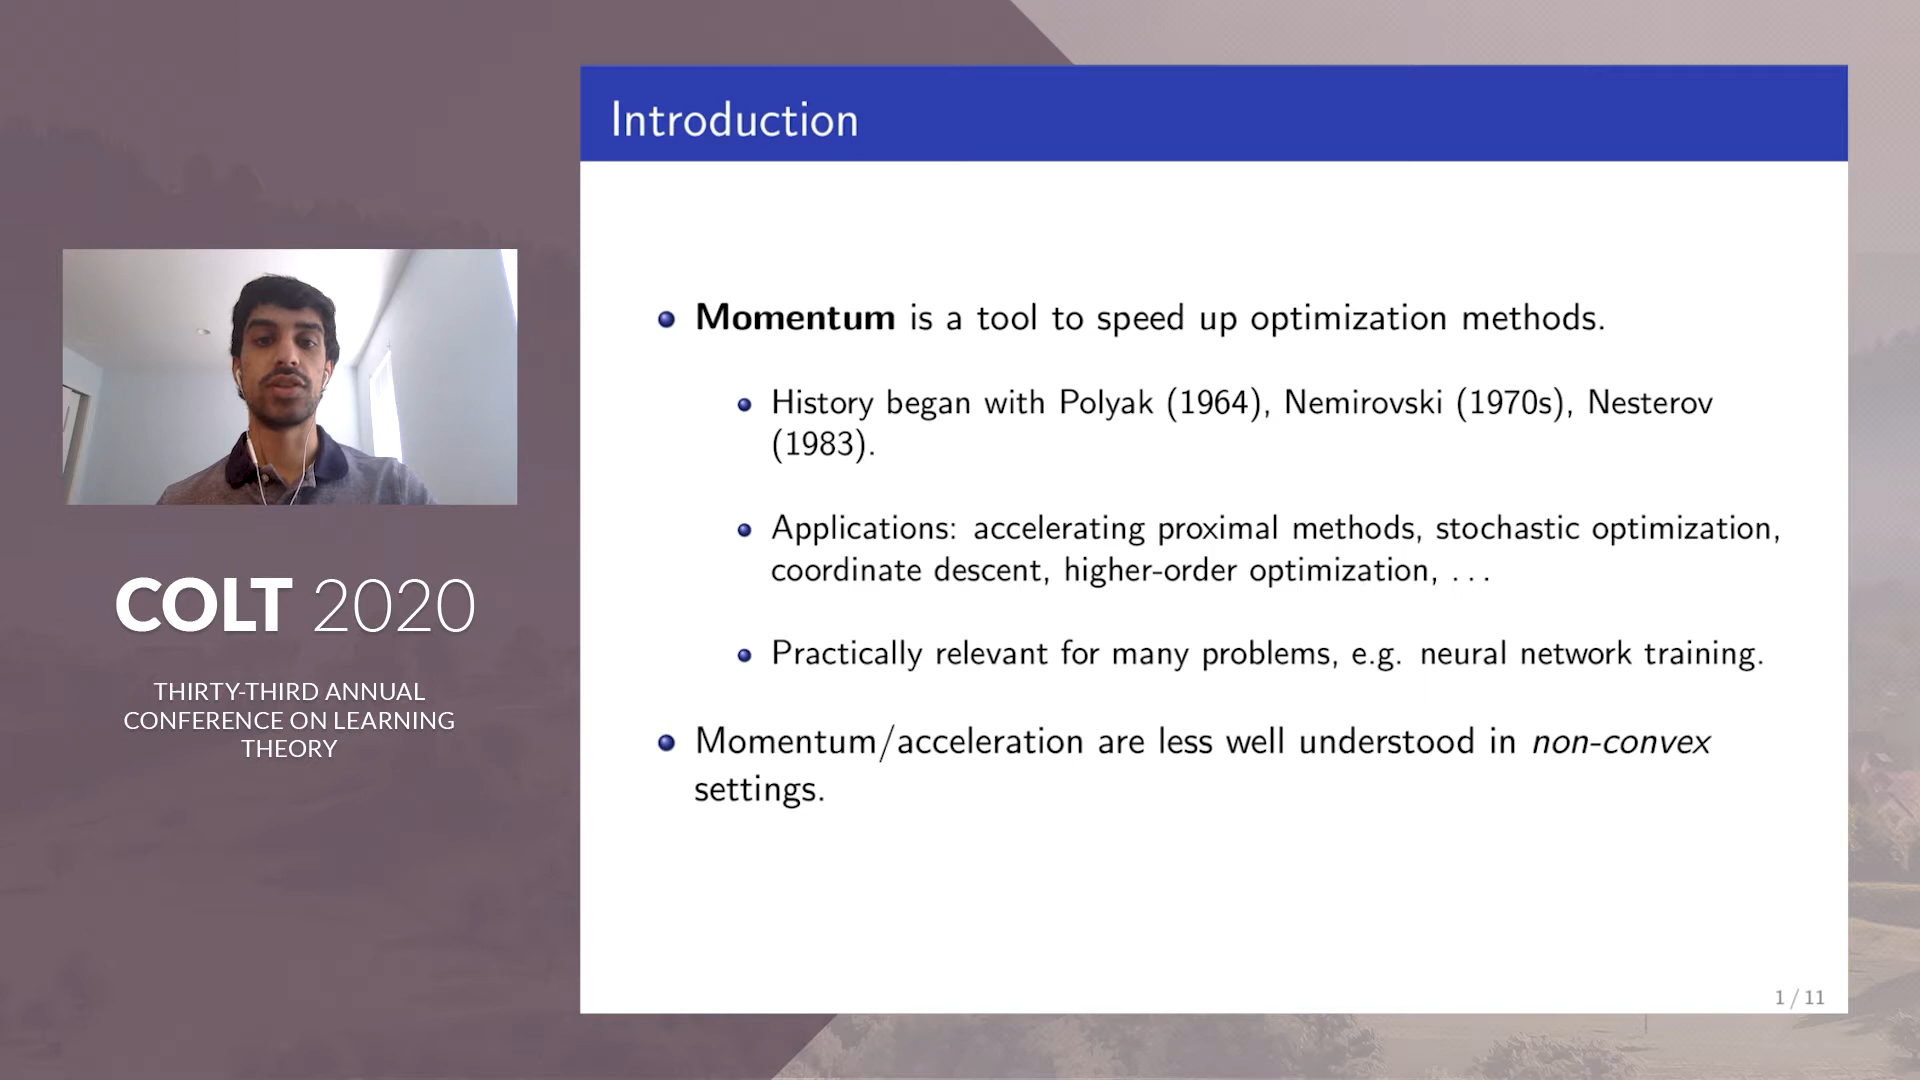 Introduction
Momentum is a tool to speed up optimization methods.
History began with Polyak (1964), Nemirovski (1970s), Nesterov
(1983).
Applications: accelerating proximal methods, stochastic optimization,
coordinate descent, higher-order optimization, ...
Practically relevant for many problems, e.g. neural network training.
Momentum/acceleration are less well understood in non-convex
settings.
1 / 11
COLT 2020
THIRTY-THIRD ANNUAL
CONFERENCE ON LEARNING
THEORY